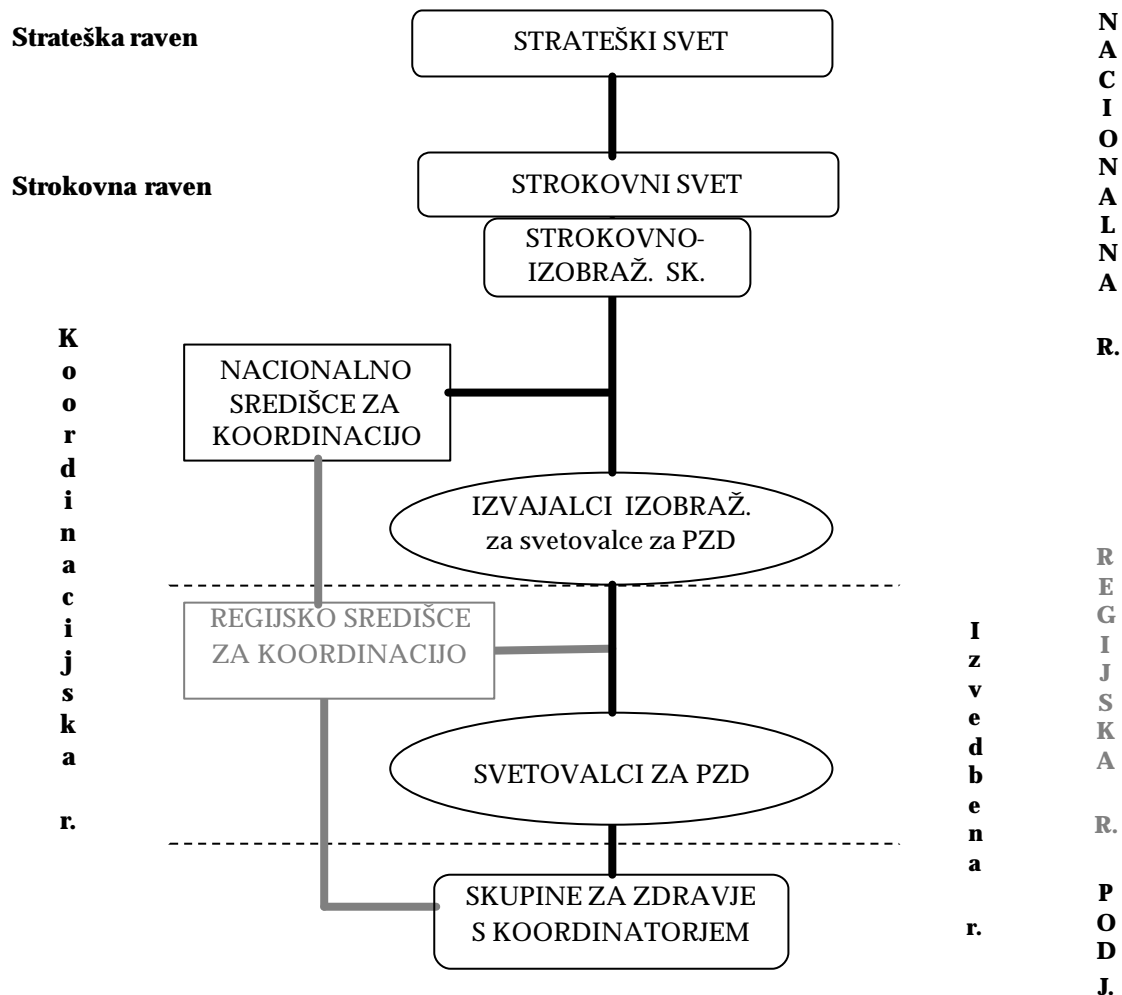 Strateška raven
STRATEŠKI SVET
Strokovna raven
STROKOVNI SVET
STROKOVNO-
IZOBRAŽ. SK.
NACIONALNO
SREDIŠCE ZA
KOORDINACIJO
IZVAJALCI IZOBRAŽ.
za svetovalce za PZD
REGIJSKO SREDIŠCE
ZA KOORDINACIJO
SVETOVALCI ZA PZD
SKUPINE ZA ZDRAVJE
S KOORDINATORJEM
Koordinacijska r.
Izvedbena r.
NACIONALNA R.
REGIJSKA R.
PODJ.